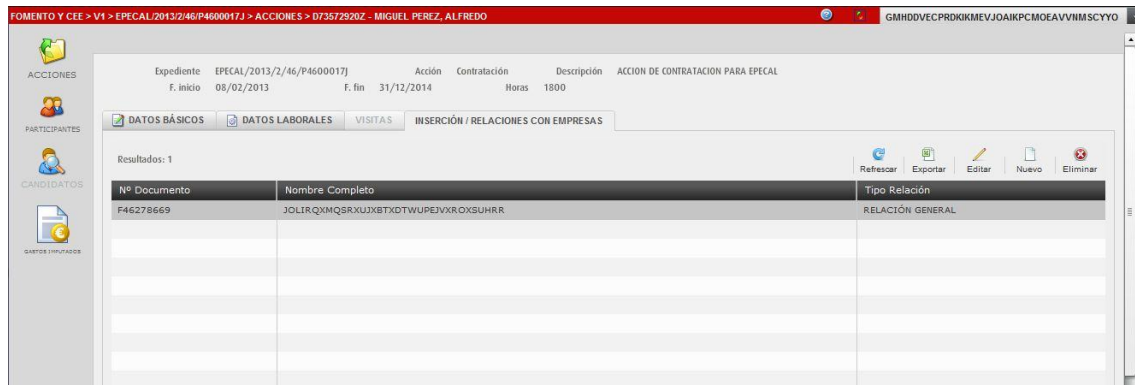 FOMENTO Y CEE > V1 > EPECAL/2013/2/46/P4600017J > ACCIONES > D73572920Z - MIGUEL PEREZ, ALFREDO
GMHDDVECPRDKIKMEVJOAIKPCMOEAVVNMSCYYO
ACCIONES
PARTICIPANTES
CANDIDATOS
GASTOS IMPUTADOS
Expediente EPECAL/2013/2/46/P4600017J Acción Contratación Descripción ACCION DE CONTRATACION PARA EPECAL
F. inicio 08/02/2013 F. fin 31/12/2014 Horas 1800
DATOS BÁSICOS DATOS LABORALES VISITAS INSERCIÓN / RELACIONES CON EMPRESAS
Resultados: 1
Refrescar Exportar Editar Nuevo Eliminar
Nº Documento Nombre Completo Tipo Relación
F46278669 JOLIRQXMQSRXUJXBTXDTWUPEJVXROXSUHRR RELACIÓN GENERAL